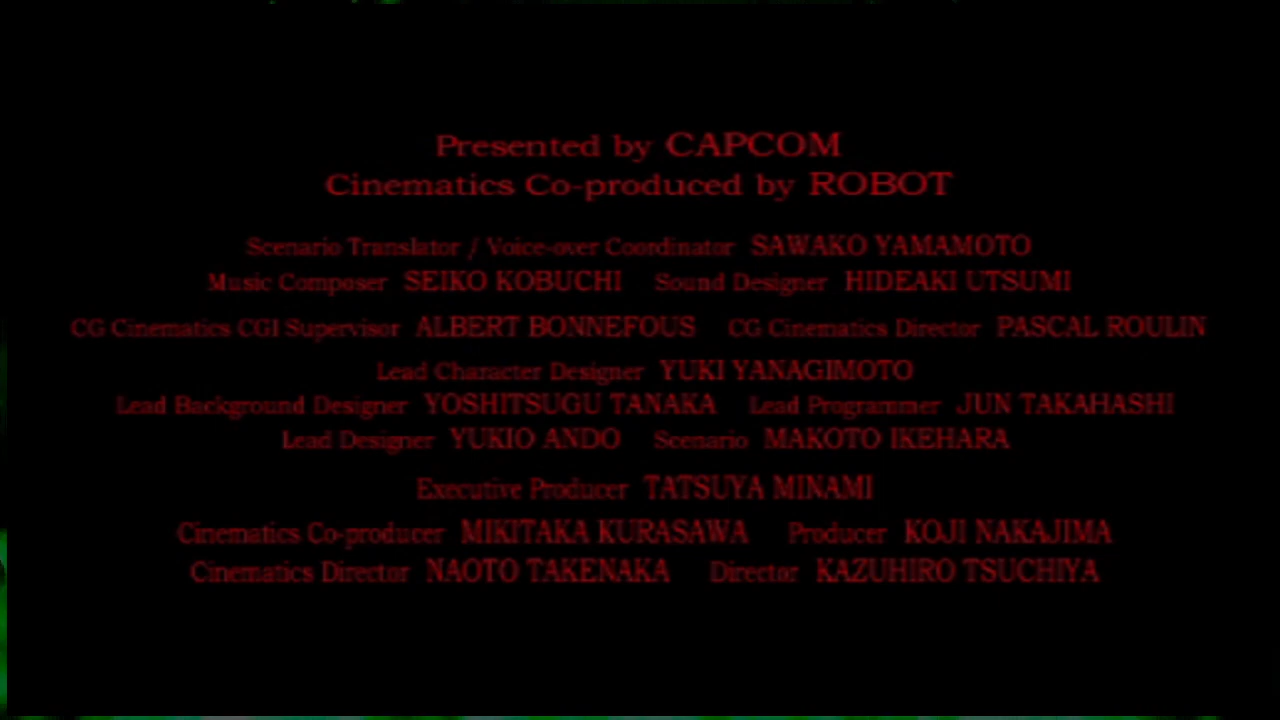 Presented by CAPCOM
Cinematics Co-produced by ROBOT
Scenario Translator / Voice-over Coordinator SAWAKO YAMAMOTO
Music Composer SEIKO KOBUCHI Sound Designer HIDEAKI UTSUMI
CG Cinematics CGI Supervisor ALBERT BONNEFOUS CG Cinematics Director PASCAL ROULIN
Lead Character Designer YUKI YANAGIMOTO
Lead Background Designer YOSHITSUGU TANAKA Lead Programmer JUN TAKAHASHI
Lead Designer YUKIO ANDO Scenario MAKOTO IKEHARA
Executive Producer TATSUYA MINAMI
Cinematics Co-producer MIKITAKA KURASAWA Producer KOJI NAKAJIMA
Cinematics Director NAOTO TAKENAKA Director KAZUHIRO TSUCHIYA